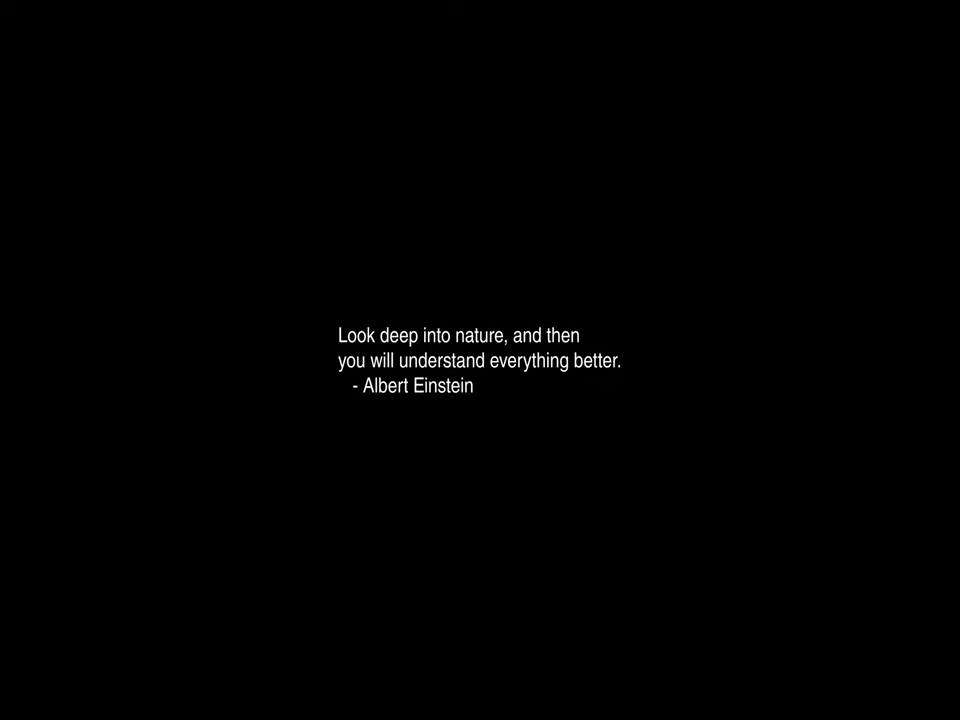 Look deep into nature, and then
you will understand everything better.
- Albert Einstein